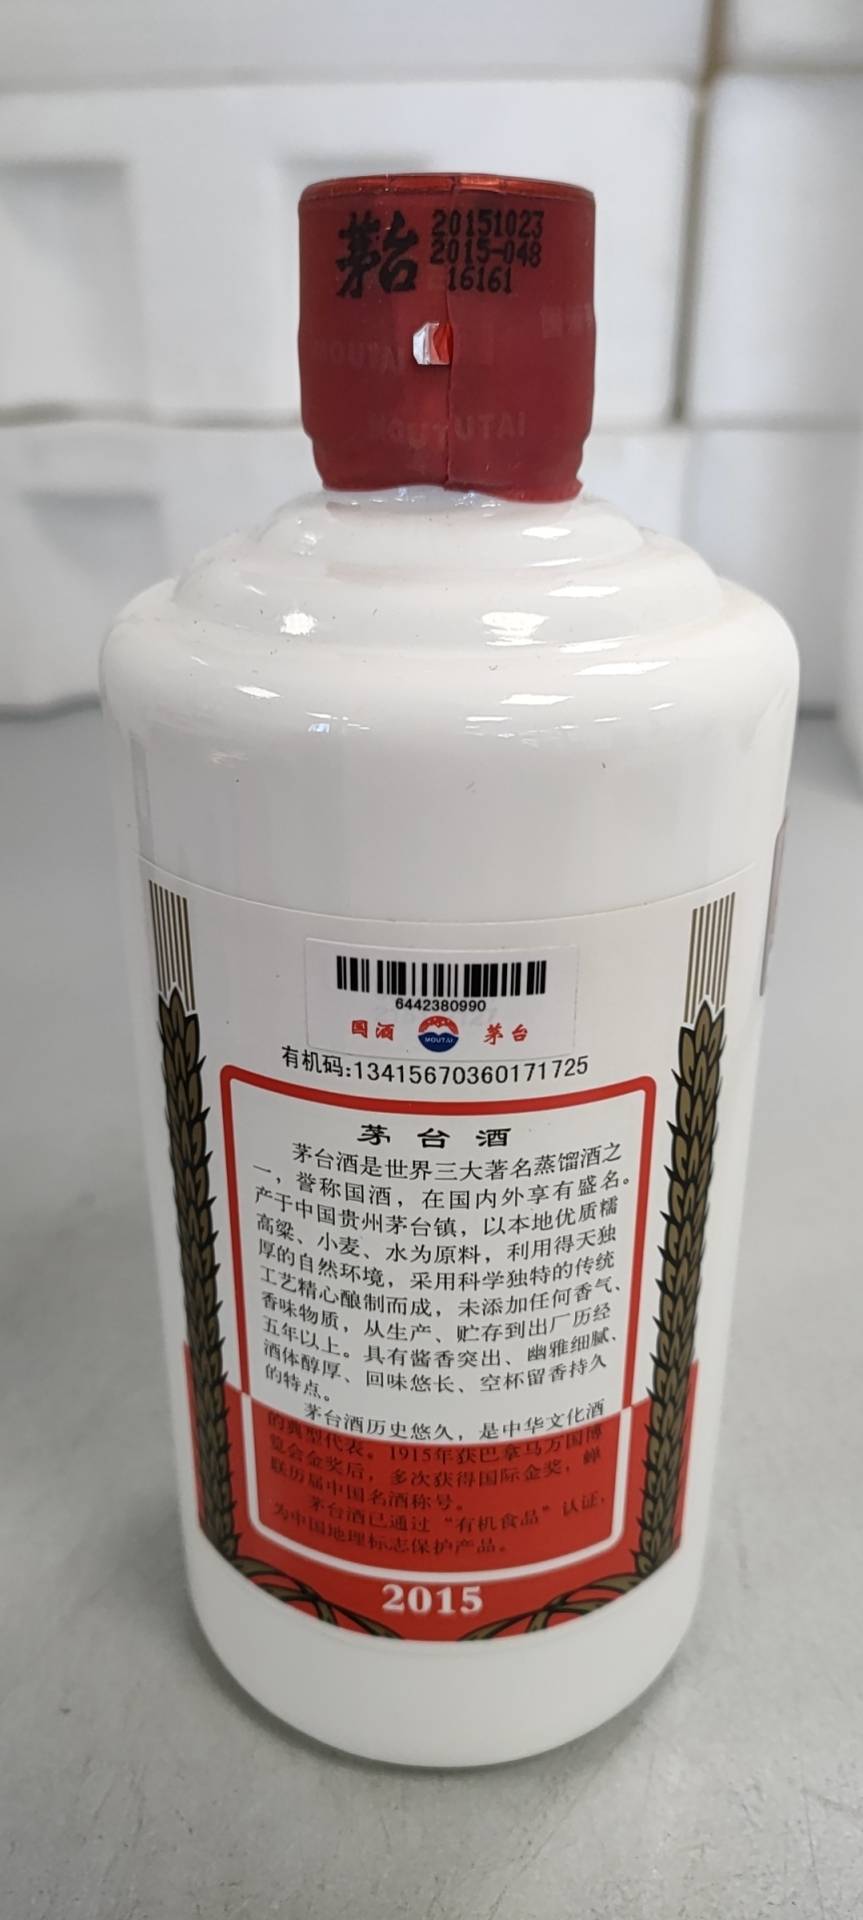 茅台 20151023
2015-048
16161
6442380990
国酒 MOUTAI 茅台
有机码:13415670360171725
茅台酒
茅台酒是世界三大著名蒸馏酒之
一，誉称国酒，在国内外享有盛名。
产于中国贵州茅台镇，以本地优质糯
高粱、小麦、水为原料，利用得天独
厚的自然环境，采用科学独特的传统
工艺精心酿制而成，未添加任何香气、
香味物质，从生产、贮存到出厂历经
五年以上。具有酱香突出、幽雅细腻、
酒体醇厚、回味悠长、空杯留香持久
的特点。
茅台酒历史悠久，是中华文化酒
的典型代表。1915年获巴拿马万国博
览会金奖后，多次获得国际金奖，蝉
联历届中国名酒称号。
茅台酒已通过“有机食品”认证，
为中国地理标志保护产品。
2015